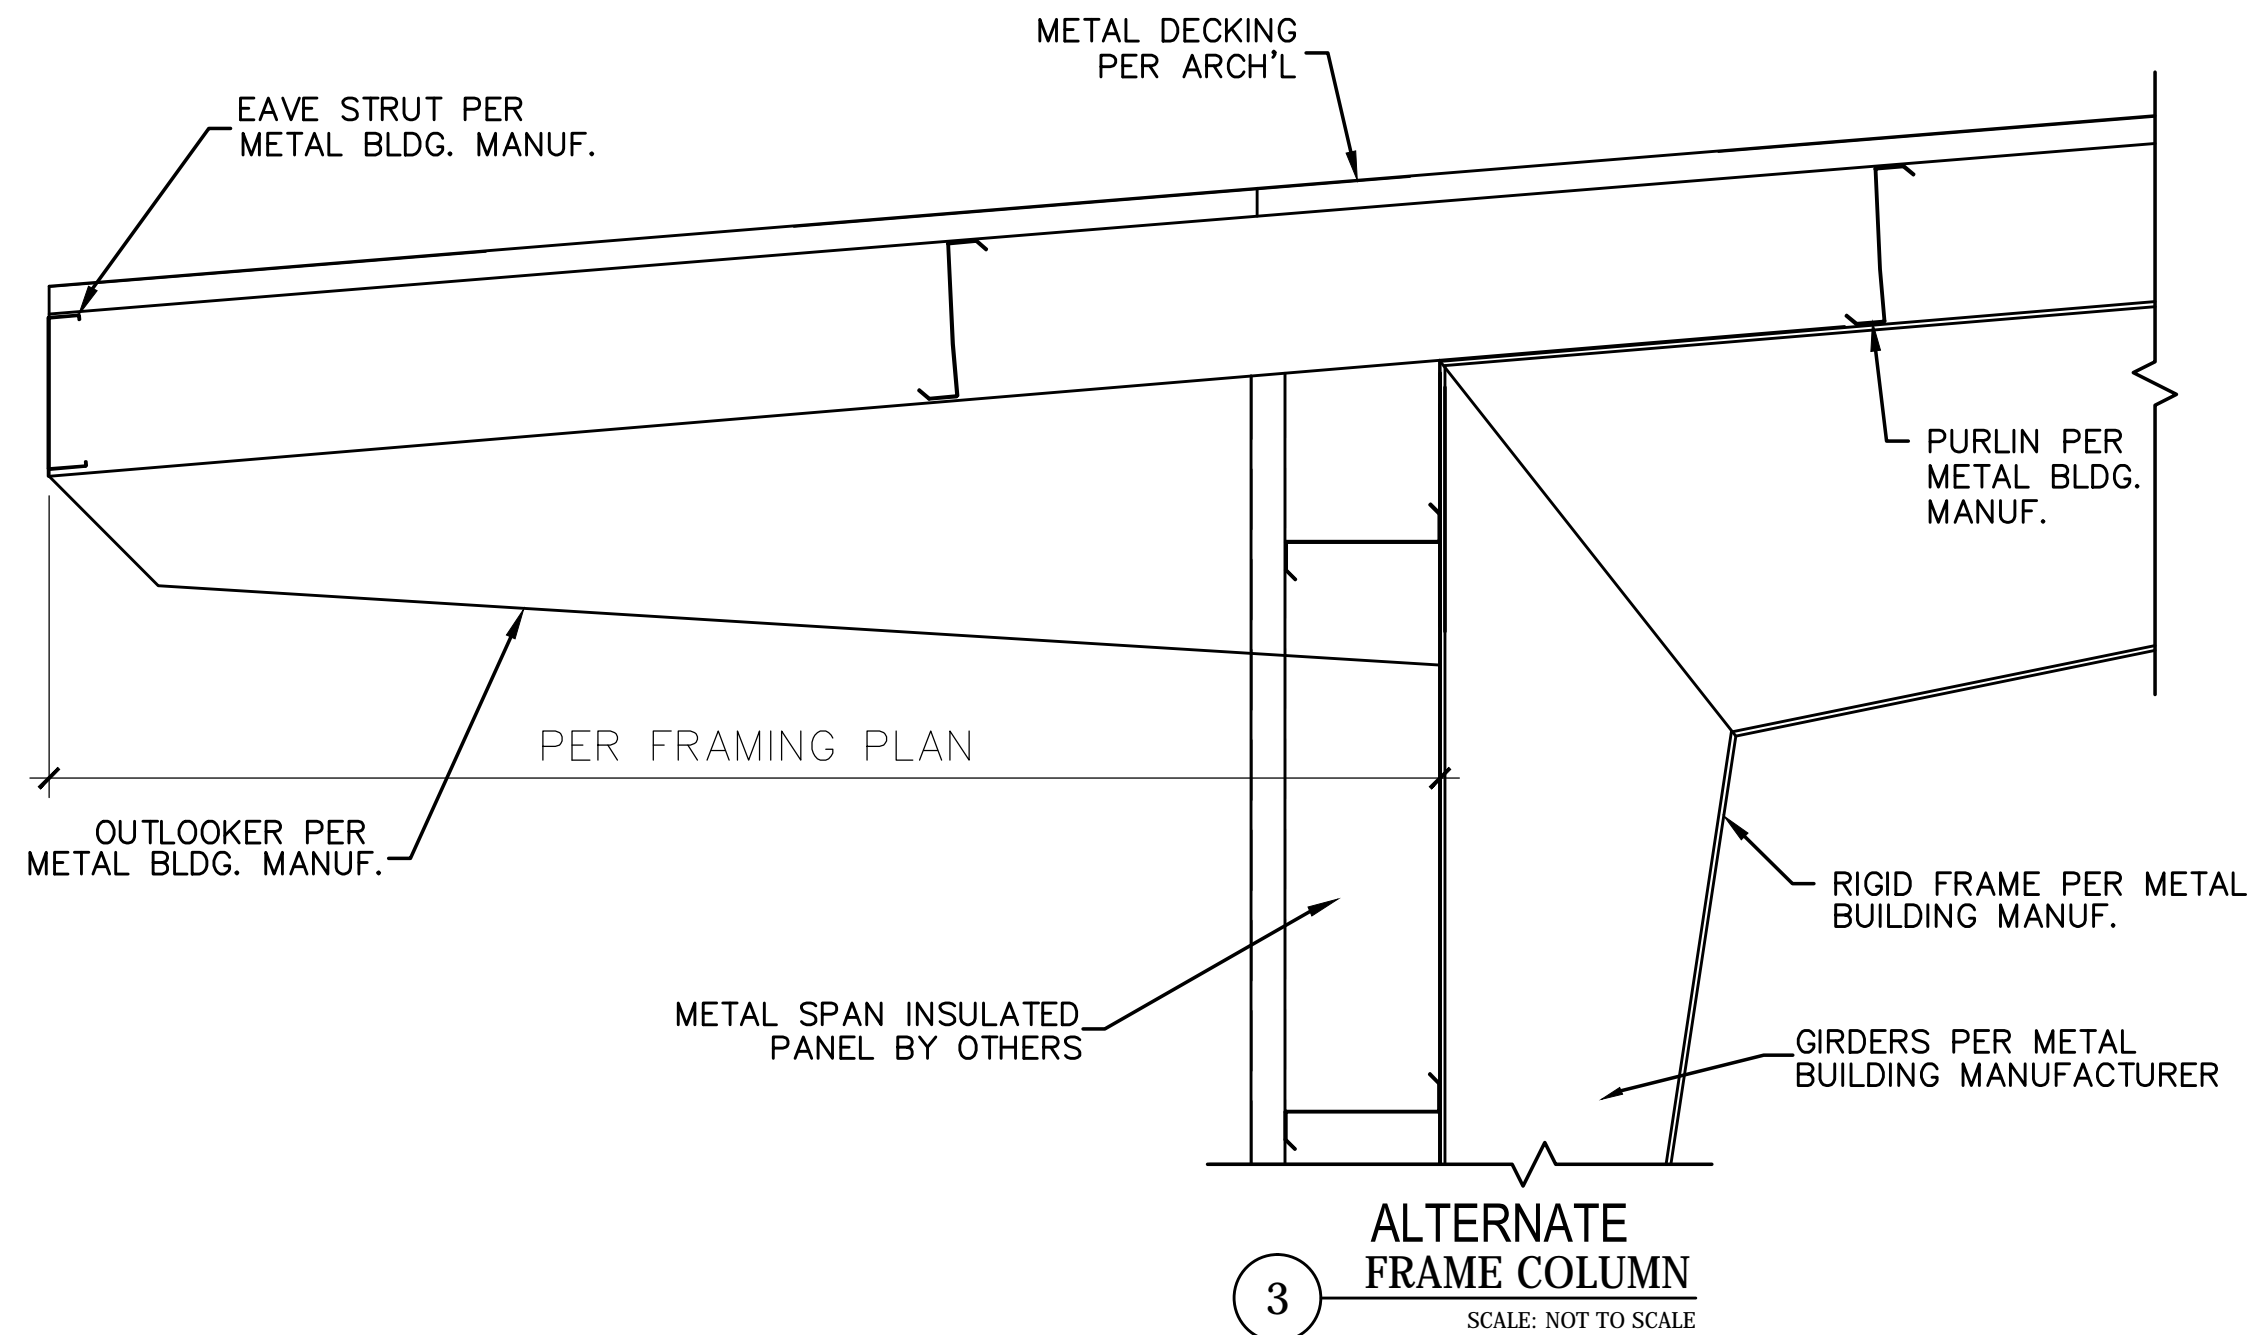 METAL DECKING
PER ARCH'L
EAVE STRUT PER
METAL BLDG. MANUF.
PURLIN PER
METAL BLDG.
MANUF.
PER FRAMING PLAN
OUTLOOKER PER
METAL BLDG. MANUF.
RIGID FRAME PER METAL
BUILDING MANUF.
METAL SPAN INSULATED
PANEL BY OTHERS
GIRDERS PER METAL
BUILDING MANUFACTURER
ALTERNATE
FRAME COLUMN
3
SCALE: NOT TO SCALE